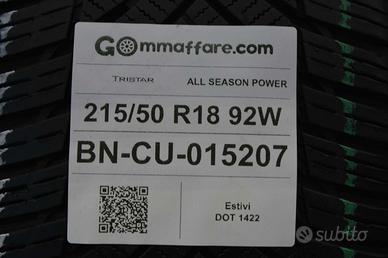 Gommaffare.com
TRISTAR ALL SEASON POWER
215/50 R18 92W
BN-CU-015207
Estivi
DOT 1422
subito